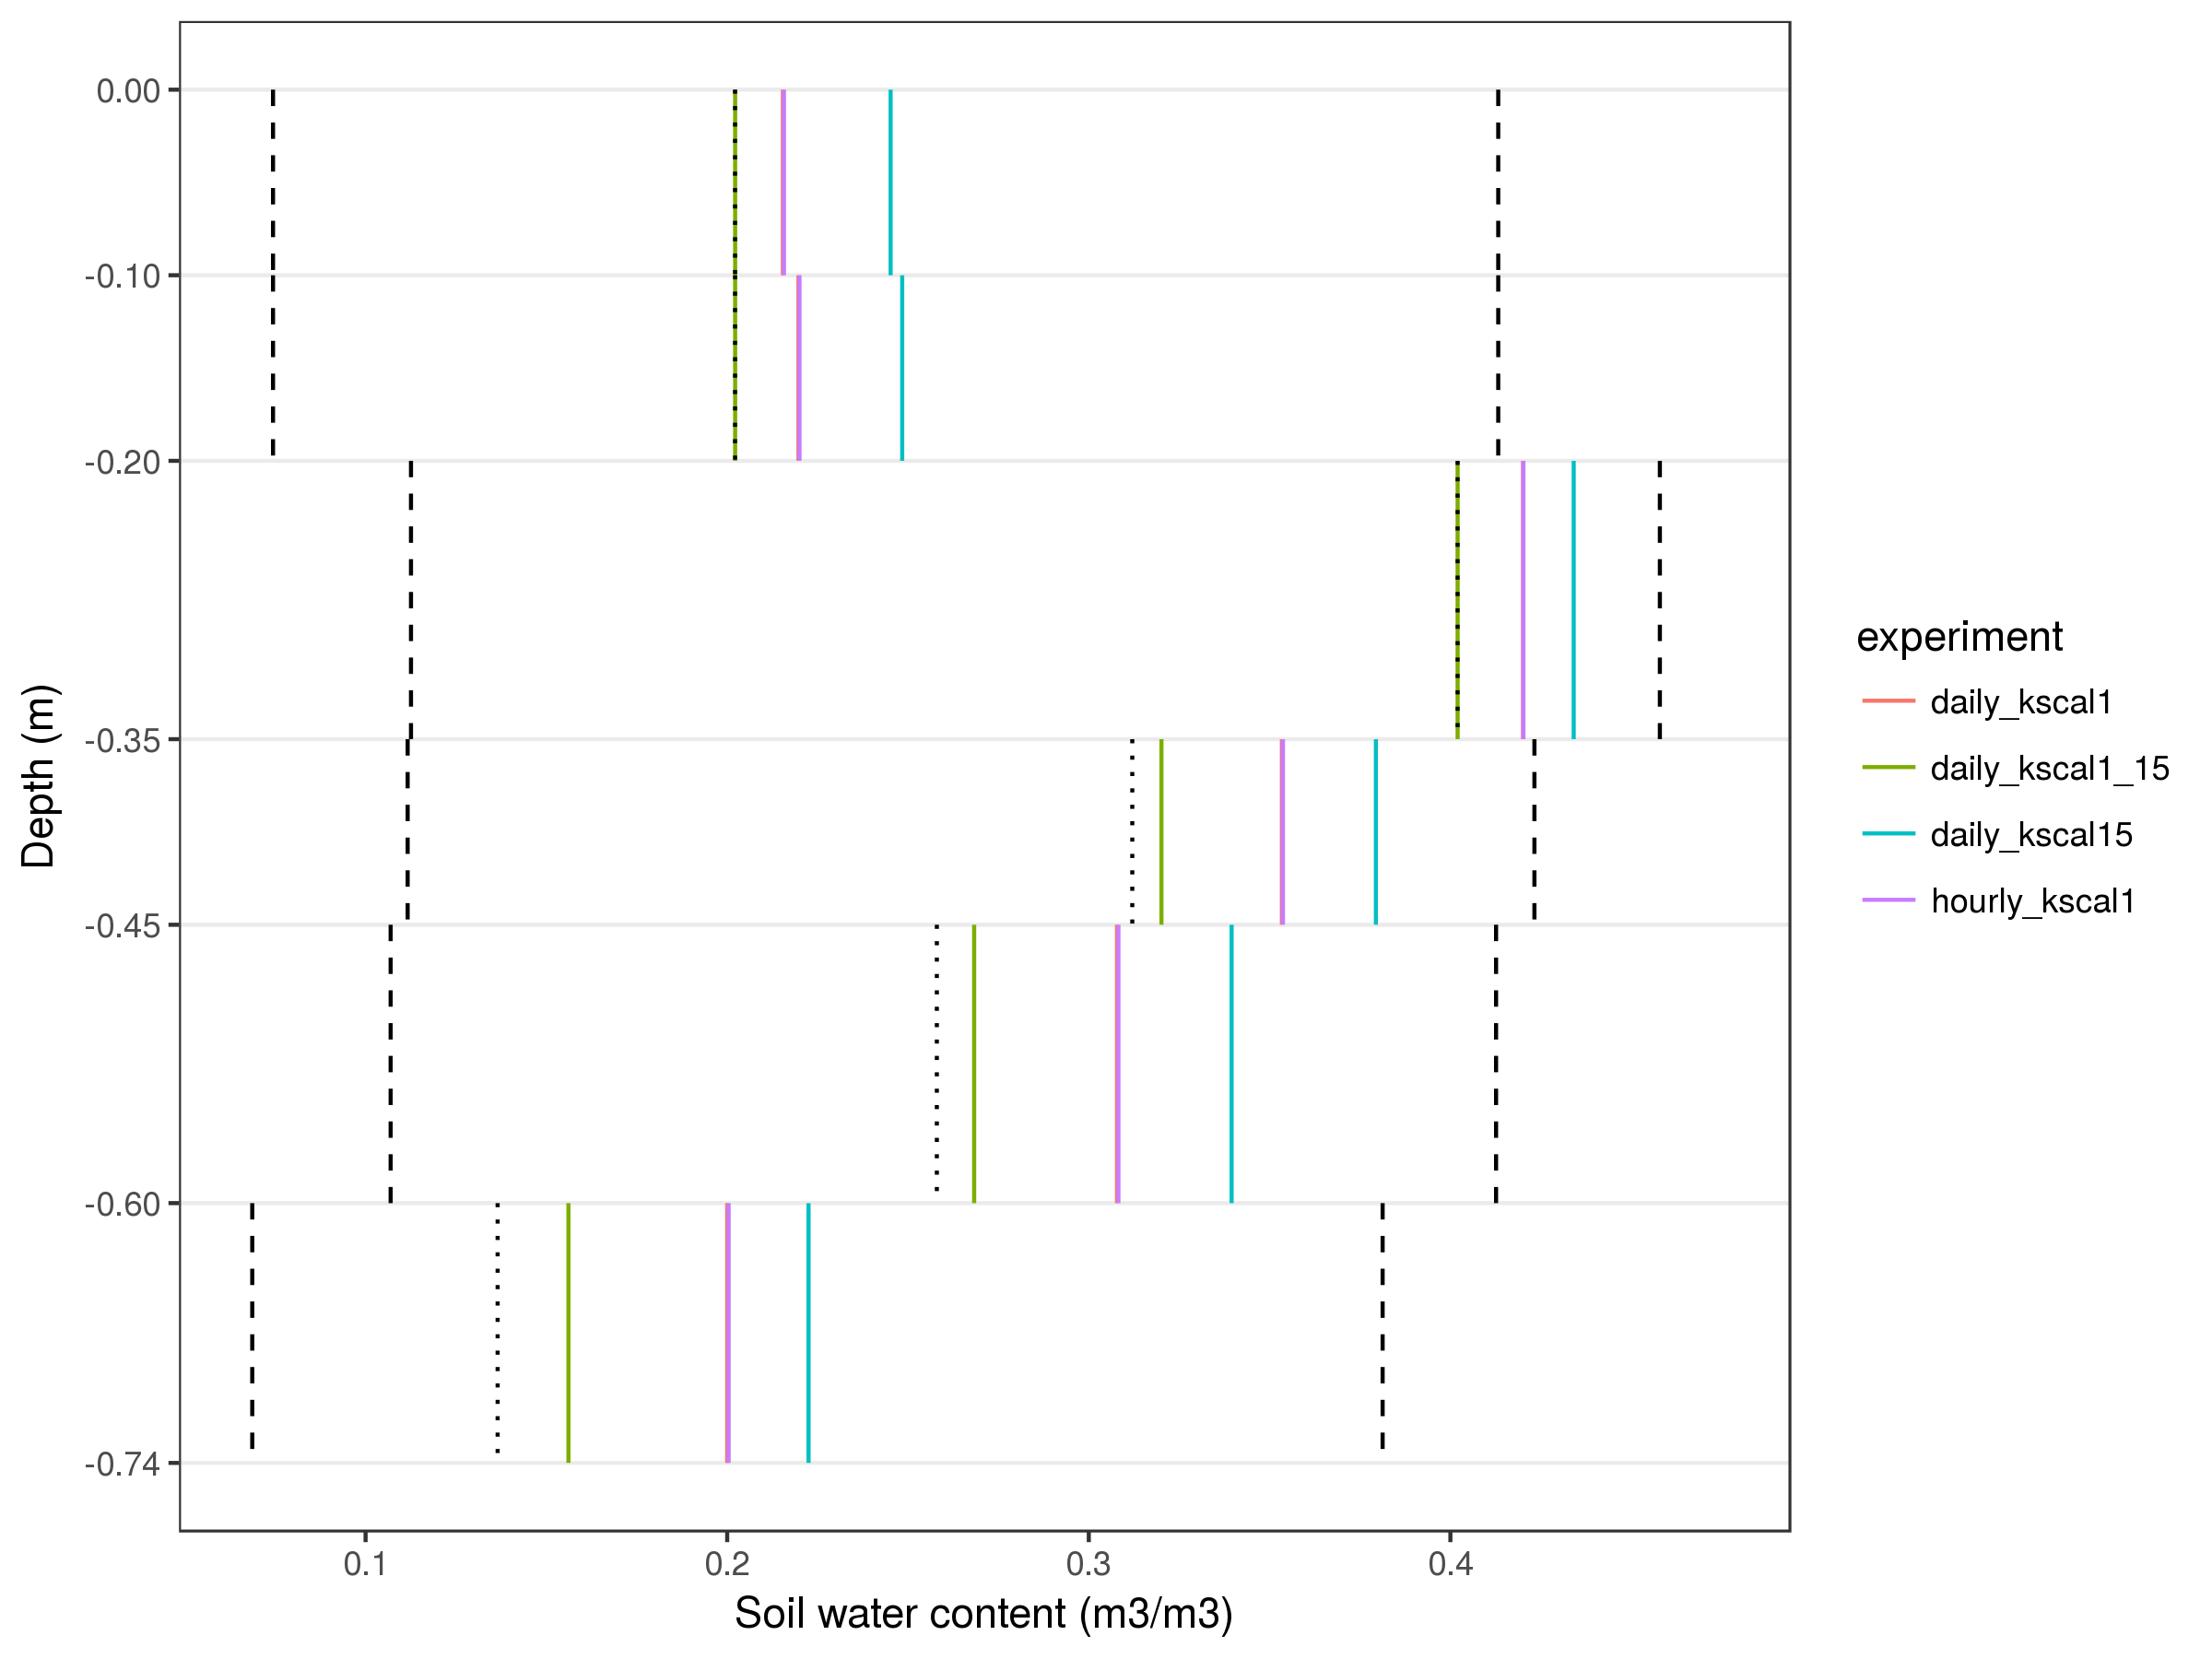 0.00
-0.10
-0.20
-0.35
-0.45
-0.60
-0.74
Depth (m)
0.1 0.2 0.3 0.4
Soil water content (m3/m3)
experiment
daily_kscal1
daily_kscal1_15
daily_kscal15
hourly_kscal1